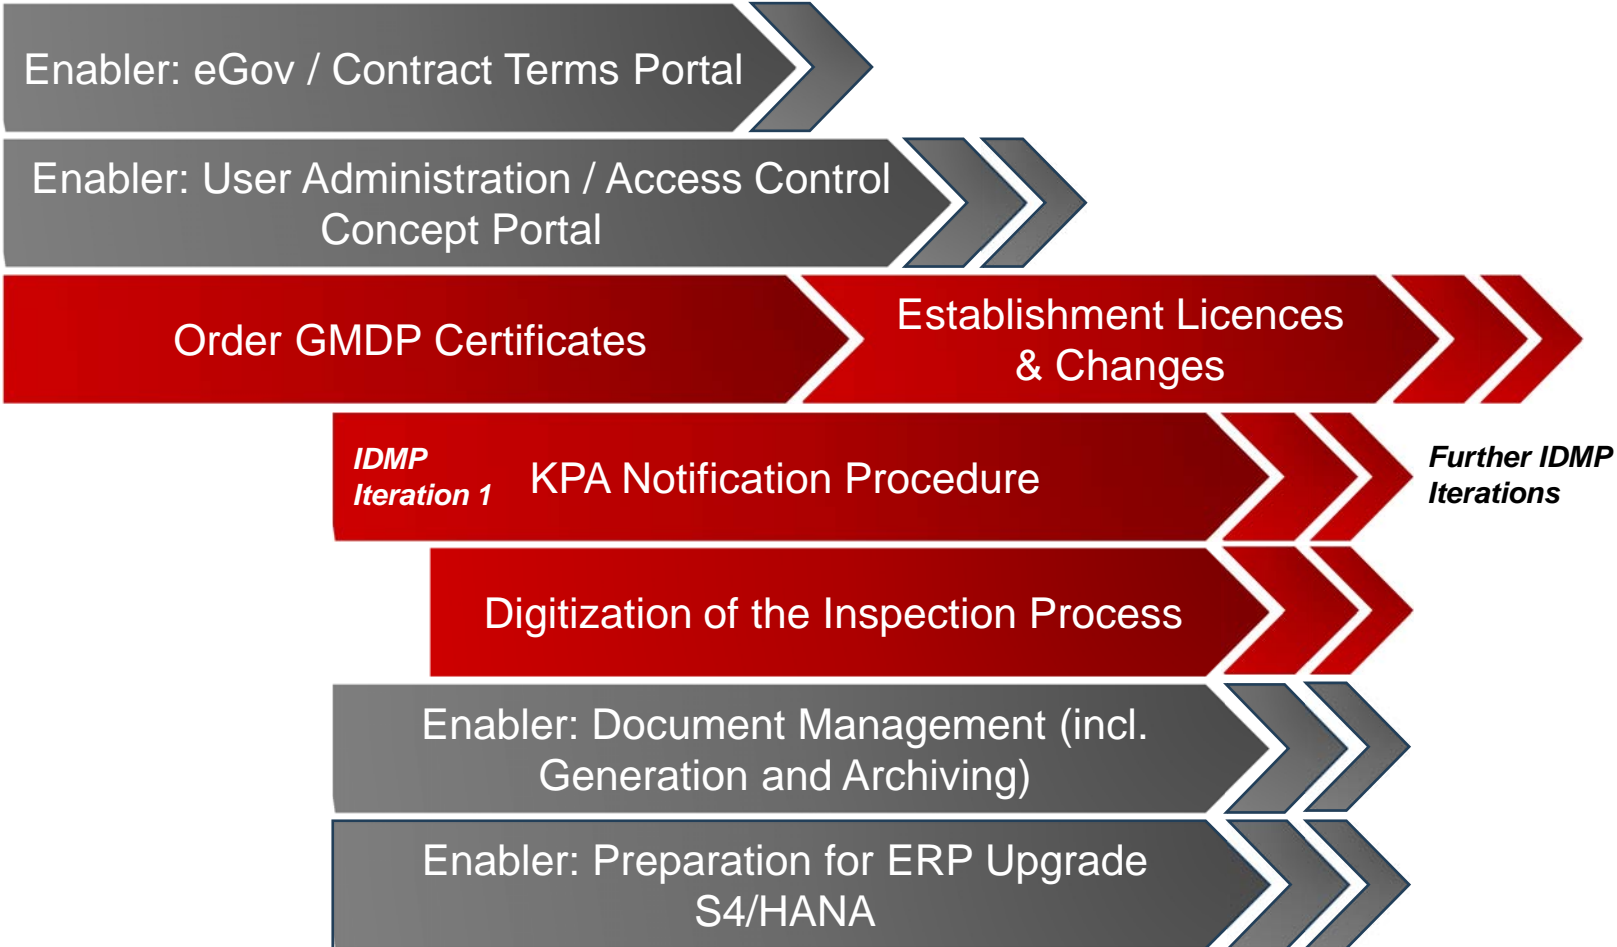 Enabler: eGov / Contract Terms Portal
Enabler: User Administration / Access Control
Concept Portal
Order GMDP Certificates
Establishment Licences
& Changes
IDMP
Iteration 1
KPA Notification Procedure
Further IDMP
Iterations
Digitization of the Inspection Process
Enabler: Document Management (incl.
Generation and Archiving)
Enabler: Preparation for ERP Upgrade
S4/HANA